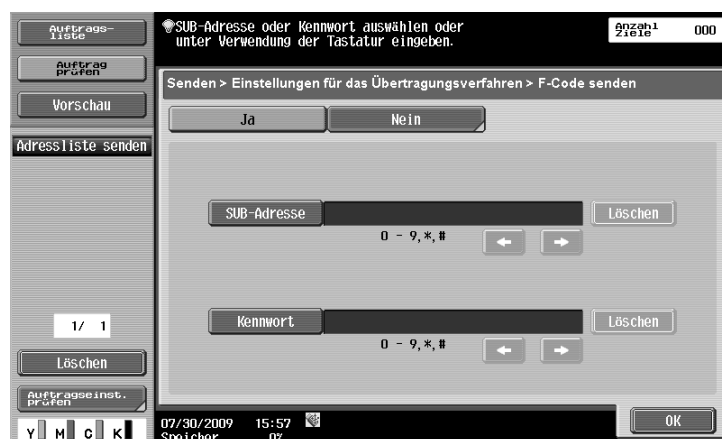 Auftrags-
liste
Auftrag
prüfen
Vorschau
Adressliste senden
1/ 1
Löschen
Auftragseinst.
prüfen
Y M C K
SUB-Adresse oder Kennwort auswählen oder
unter Verwendung der Tastatur eingeben.
Anzahl
Ziele 000
Senden > Einstellungen für das Übertragungsverfahren > F-Code senden
Ja Nein
SUB-Adresse Löschen
0 - 9,*,#
Kennwort Löschen
0 - 9,*,#
07/30/2009 15:57
Speicher 0%
OK